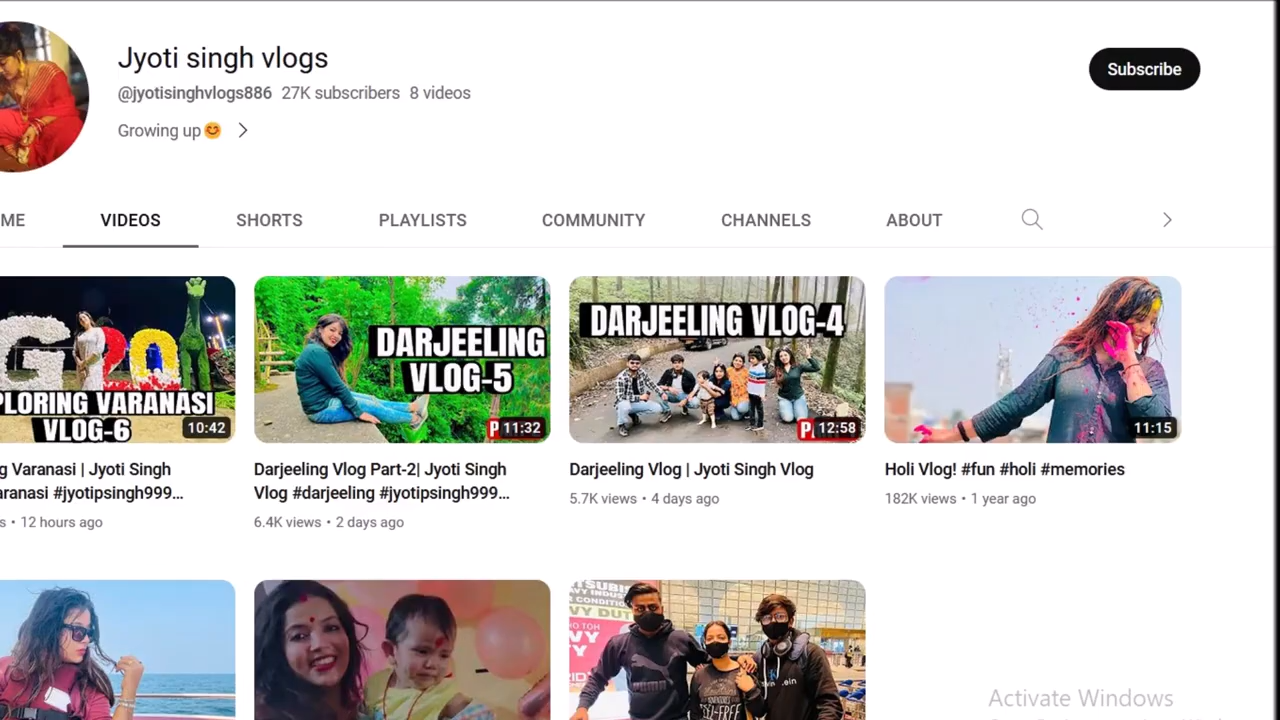 Jyoti singh vlogs
@jyotisinghvlogs886 27K subscribers 8 videos
Growing up😊
Subscribe
ME VIDEOS SHORTS PLAYLISTS COMMUNITY CHANNELS ABOUT
PLORING VARANASI
VLOG-6
10:42
DARJEELING
VLOG-5
P 11:32
DARJEELING VLOG-4
12:58
11:15
g Varanasi | Jyoti Singh
aranasi #jyotipsingh999...
s • 12 hours ago
Darjeeling Vlog Part-2| Jyoti Singh
Vlog #darjeeling #jyotipsingh999...
6.4K views • 2 days ago
Darjeeling Vlog | Jyoti Singh Vlog
5.7K views • 4 days ago
Holi Vlog! #fun #holi #memories
182K views • 1 year ago
Activate Windows